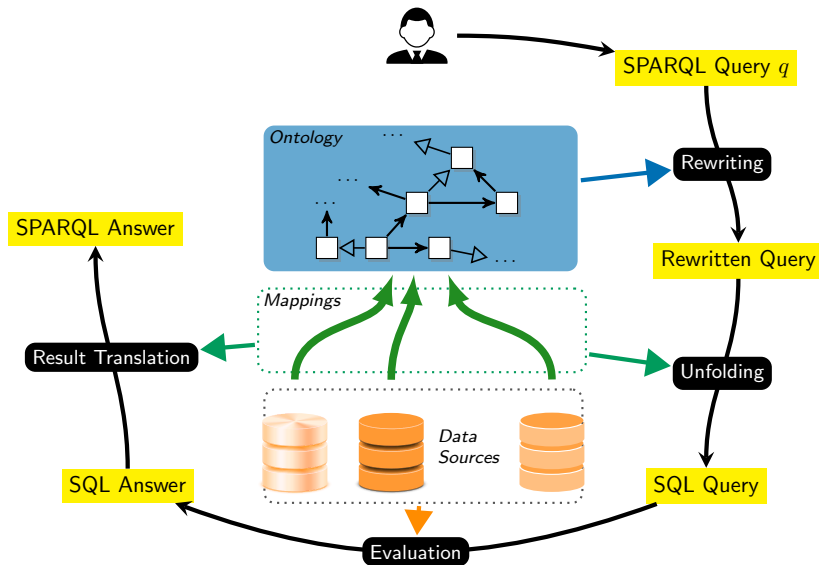 SPARQL Query q
Ontology
. . .
Rewriting
. . .
. . .
SPARQL Answer
Rewritten Query
. . .
Mappings
Result Translation
Unfolding
Data
Sources
SQL Answer
SQL Query
Evaluation